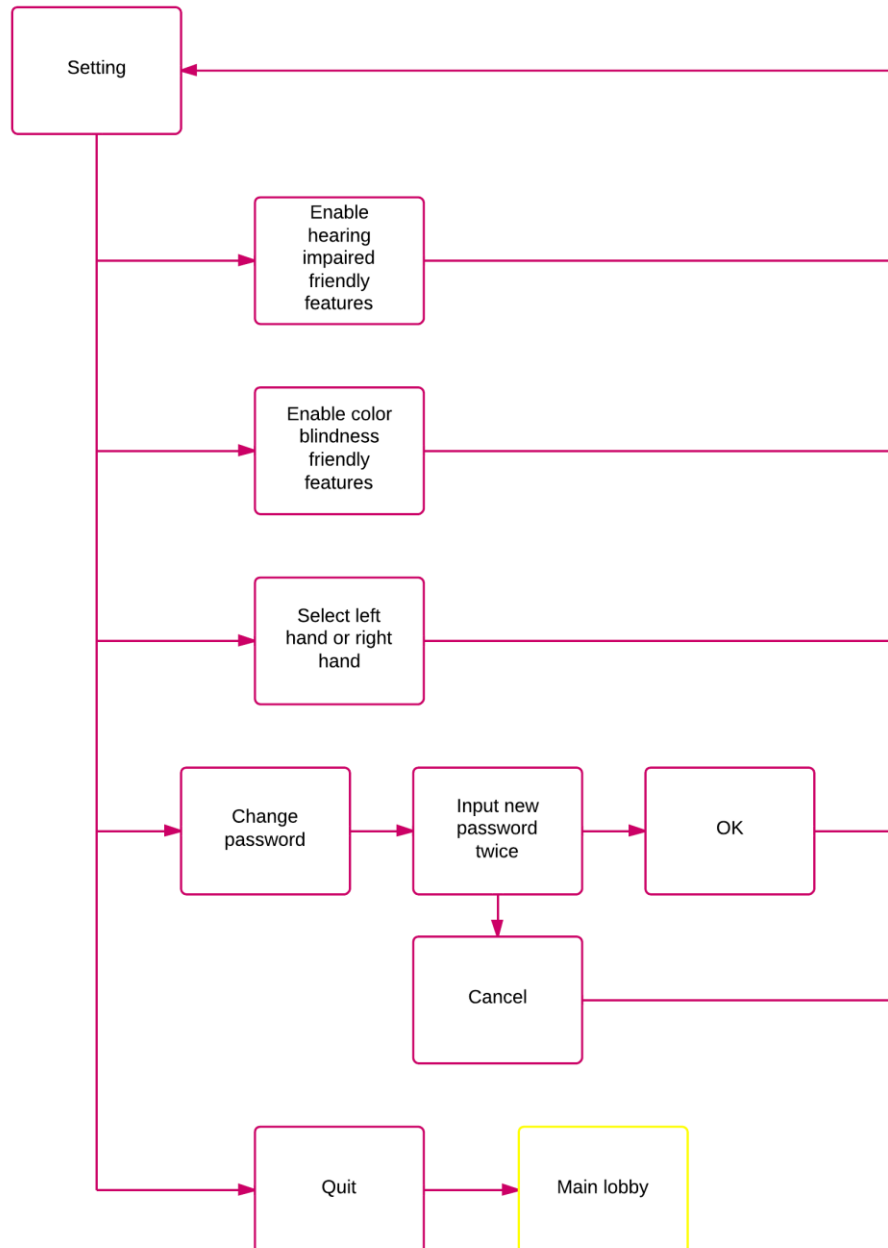 Setting
Enable
hearing
impaired
friendly
features
Enable color
blindness
friendly
features
Select left
hand or right
hand
Change
password
Input new
password
twice
OK
Cancel
Quit
Main lobby